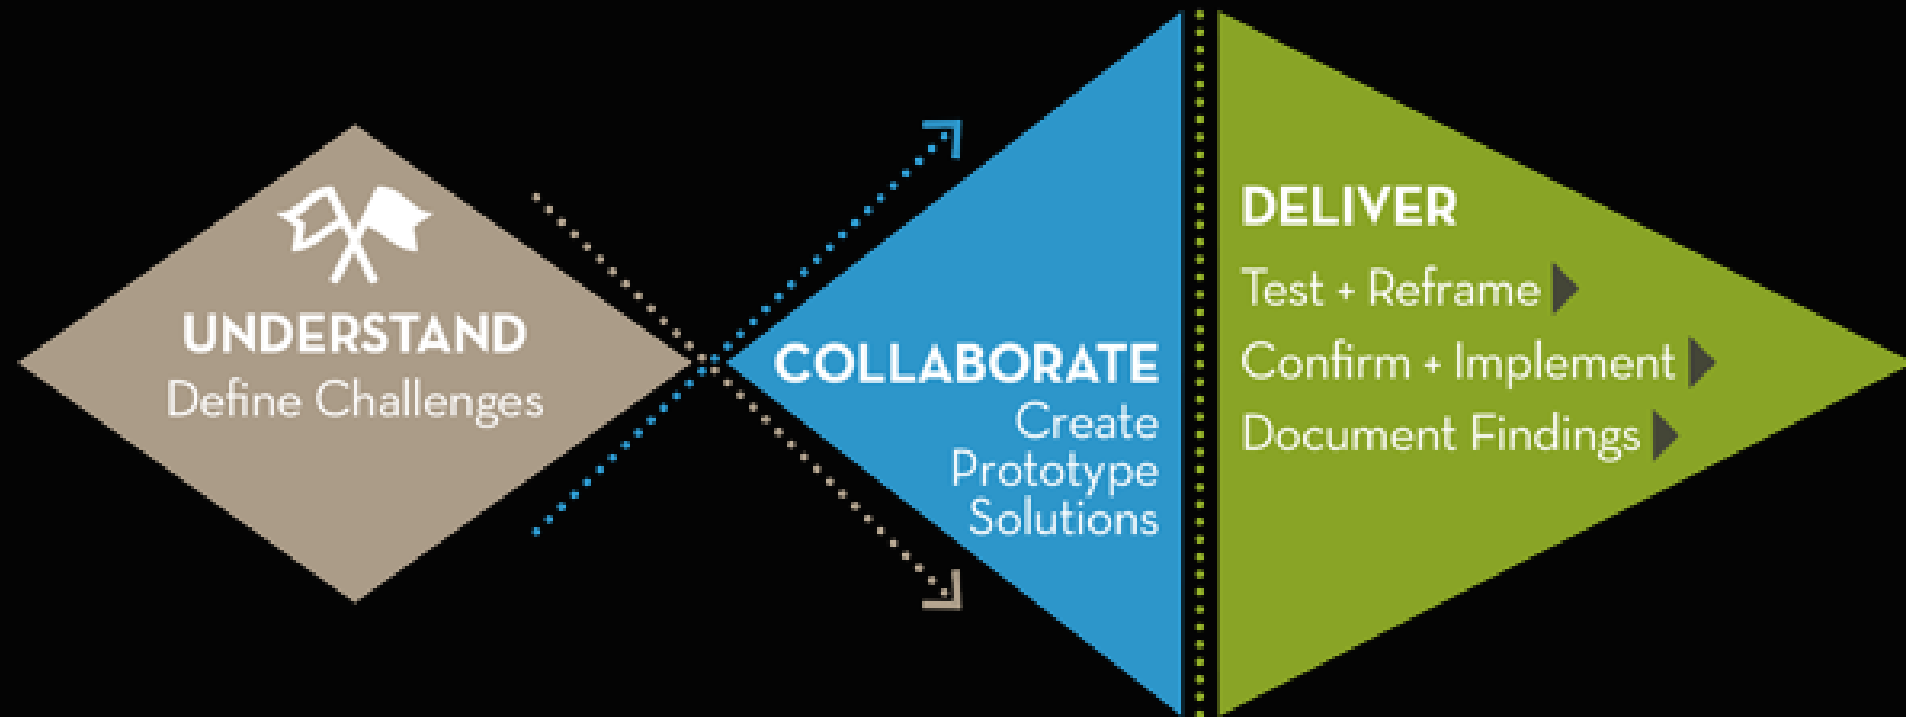 UNDERSTAND
Define Challenges
COLLABORATE
Create
Prototype
Solutions
DELIVER
Test + Reframe
Confirm + Implement
Document Findings